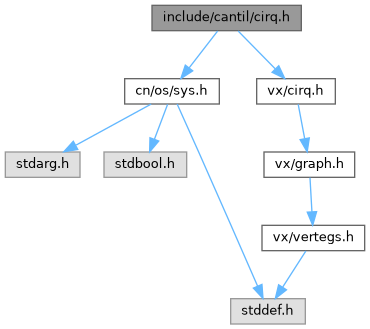 include/cantil/cirq.h
cn/os/sys.h
vx/cirq.h
stdarg.h
stdbool.h
vx/graph.h
vx/vertegs.h
stddef.h